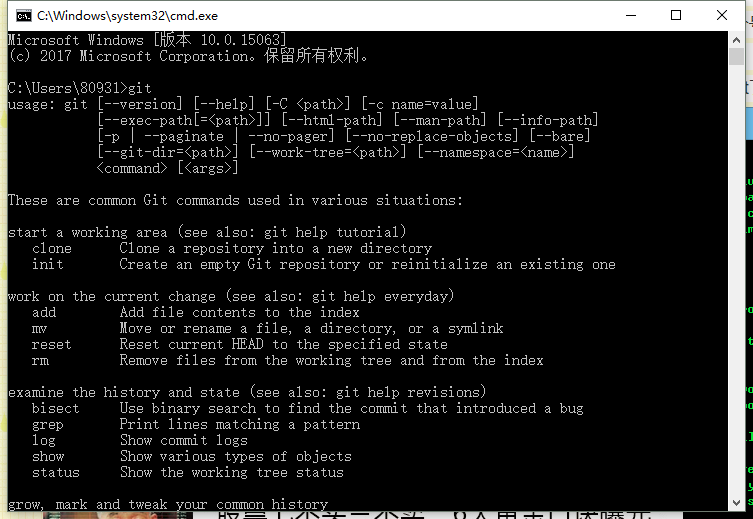 C:\Windows\system32\cmd.exe
Microsoft Windows [版本 10.0.15063]
(c) 2017 Microsoft Corporation。保留所有权利。
C:\Users\80931>git
usage: git [--version] [--help] [-C <path>] [-c name=value]
[--exec-path[=<path>]] [--html-path] [--man-path] [--info-path]
[-p | --paginate | --no-pager] [--no-replace-objects] [--bare]
[--git-dir=<path>] [--work-tree=<path>] [--namespace=<name>]
<command> [<args>]
These are common Git commands used in various situations:
start a working area (see also: git help tutorial)
clone      Clone a repository into a new directory
init       Create an empty Git repository or reinitialize an existing one
work on the current change (see also: git help everyday)
add        Add file contents to the index
mv         Move or rename a file, a directory, or a symlink
reset      Reset current HEAD to the specified state
rm         Remove files from the working tree and from the index
examine the history and state (see also: git help revisions)
bisect     Use binary search to find the commit that introduced a bug
grep       Print lines matching a pattern
log        Show commit logs
show       Show various types of objects
status     Show the working tree status
grow, mark and tweak your common history